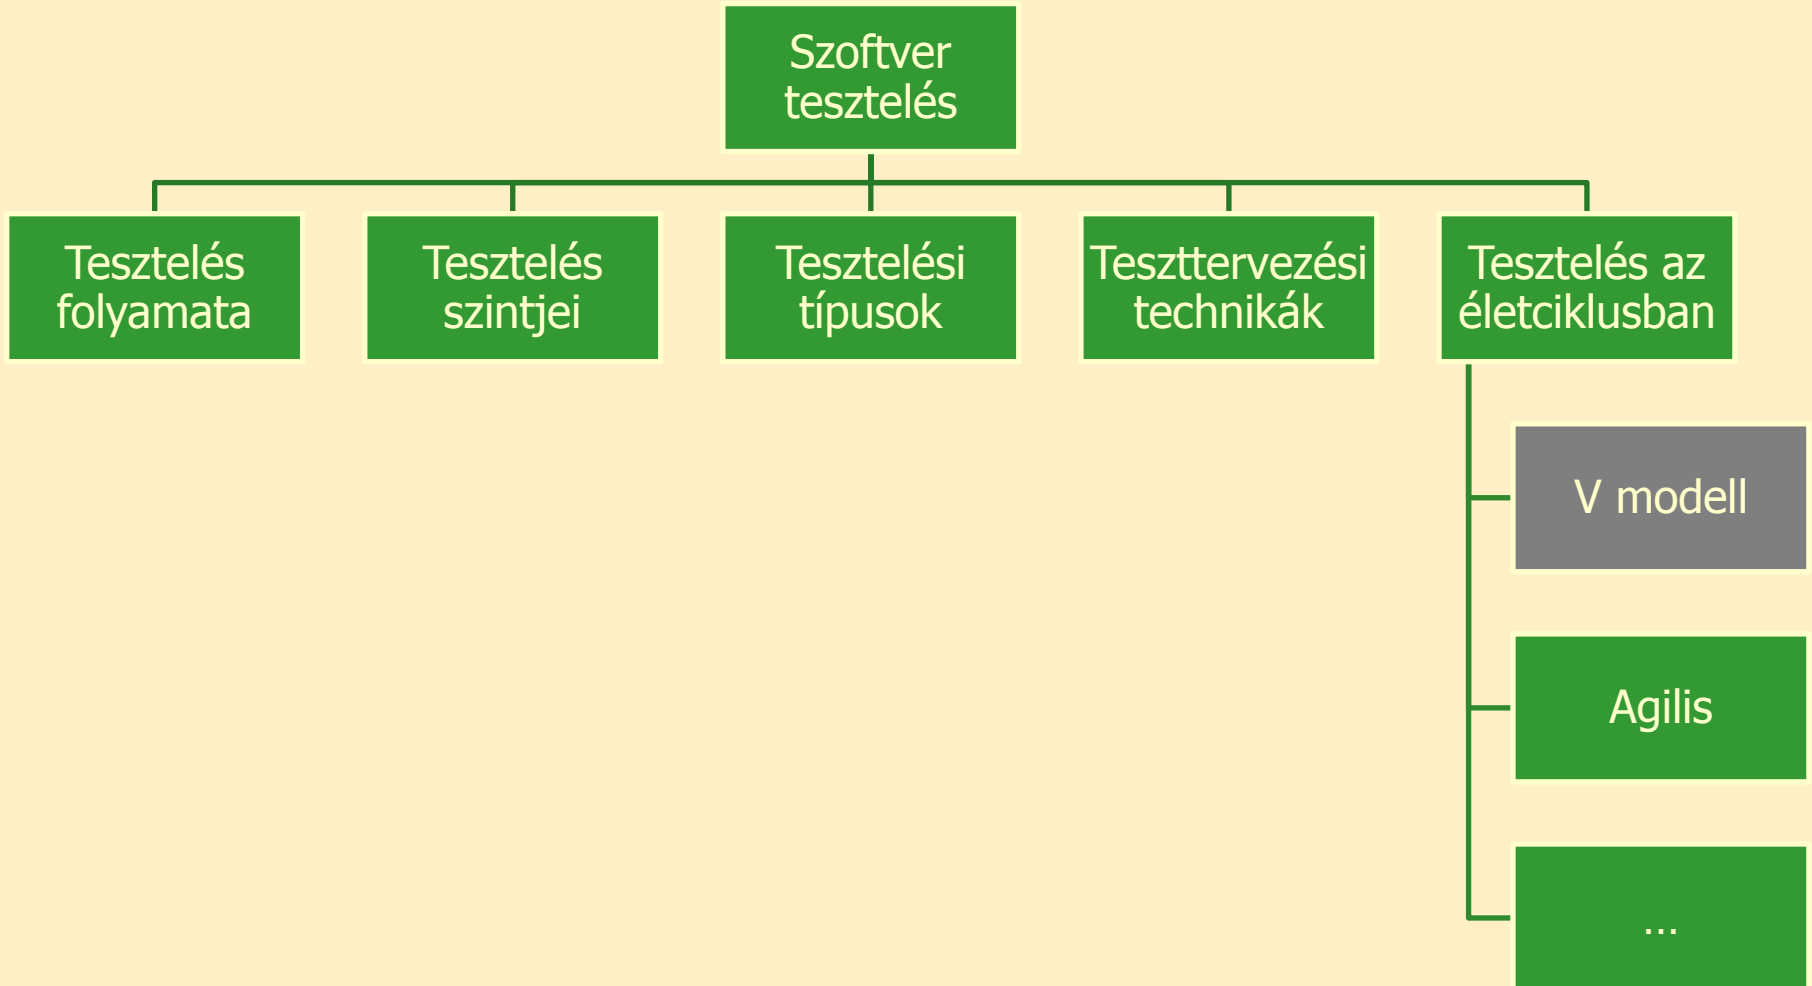 Szoftver
tesztelés
Tesztelés
folyamata
Tesztelés
szintjei
Tesztelési
típusok
Teszttervezési
technikák
Tesztelés az
életciklusban
V modell
Agilis
...